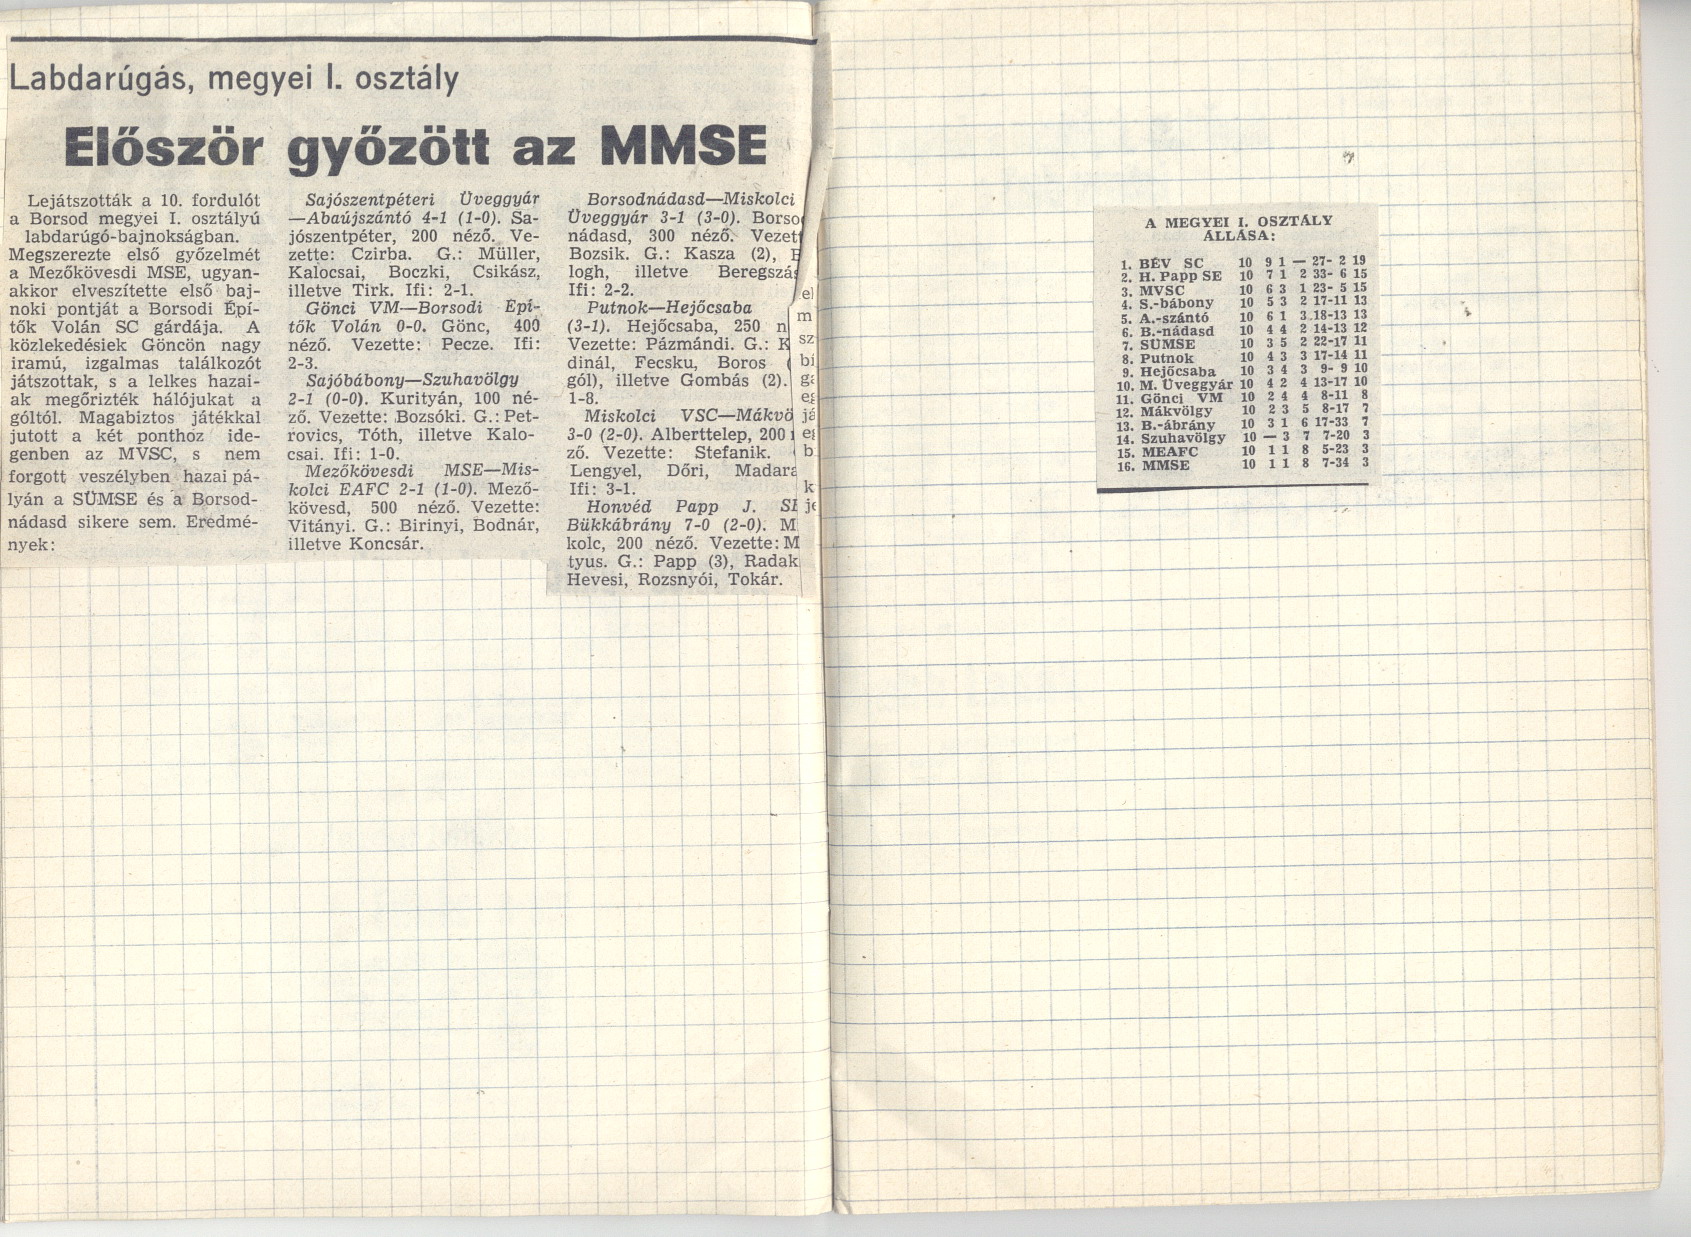 Labdarúgás, megyei I. osztály
Először győzött az MMSE
Lejátszották a 10. fordulót
a Borsod megyei I. osztályú
labdarúgó-bajnokságban.
Megszerezte első győzelmét
a Mezőkövesdi MSE, ugyan-
akkor elveszítette első baj-
noki pontját a Borsodi Épí-
tők Volán SC gárdája. A
közlekedésiek Göncön nagy
iramú, izgalmas találkozót
játszottak, s a lelkes hazai-
ak megőrizték hálójukat a
góltól. Magabiztos játékkal
jutott a két ponthoz ide-
genben az MVSC, s nem
forgott veszélyben hazai pá-
lyán a SÜMSE és a Borsod-
nádasd sikere sem. Eredmé-
nyek:
Sajószentpéteri Üveggyár
—Abaújszántó 4-1 (1-0). Sa-
jószentpéter, 200 néző. Ve-
zette: Czirba. G.: Müller,
Kalocsai, Boczki, Csikász,
illetve Tirk. Ifi: 2-1.
Gönci VM—Borsodi Épí-
tők Volán 0-0. Gönc, 400
néző. Vezette: Pecze. Ifi:
2-3.
Sajóbábony—Szuhavölgy
2-1 (0-0). Kurityán, 100 né-
ző. Vezette: Bozsóki. G.: Pet-
rovics, Tóth, illetve Kalo-
csai. Ifi: 1-0.
Mezőkövesdi MSE—Mis-
kolci EAFC 2-1 (1-0). Mező-
kövesd, 500 néző. Vezette:
Vitányi. G.: Birinyi, Bodnár,
illetve Koncsár.
Borsodnádasd—Miskolci
Üveggyár 3-1 (3-0). Borso
nádasd, 300 néző. Vezett
Bozsik. G.: Kasza (2),
logh, illetve Beregszás
Ifi: 2-2.
Putnok—Hejőcsaba
(3-1). Hejőcsaba, 250 n
Vezette: Pázmándi. G.: K
dinál, Fecsku, Boros (
gól), illetve Gombás (2).
1-8.
Miskolci VSC—Mákvö
3-0 (2-0). Alberttelep, 200
ző. Vezette: Stefanik.
Lengyel, Dőri, Madara
Ifi: 3-1.
Honvéd Papp J. SE
Bükkábrány 7-0 (2-0). M
kolc, 200 néző. Vezette: M
tyus. G.: Papp (3), Radak
Hevesi, Rozsnyói, Tokár.
A MEGYEI I. OSZTÁLY
ÁLLÁSA:
1. BÉV SC 10 9 1 — 27- 2 19
2. H. Papp SE 10 7 1 2 33- 6 15
3. MVSC 10 6 3 1 23- 5 15
4. S.-bábony 10 5 3 2 17-11 13
5. A.-szántó 10 6 1 3 18-13 13
6. B.-nádasd 10 4 4 2 14-13 12
7. SÜMSE 10 3 5 2 22-17 11
8. Putnok 10 4 3 3 17-14 11
9. Hejőcsaba 10 3 4 3 9- 9 10
10. M. Üveggyár 10 4 2 4 13-17 10
11. Gönci VM 10 2 4 4 8-11 8
12. Mákvölgy 10 2 3 5 8-17 7
13. B.-ábrány 10 3 1 6 17-33 7
14. Szuhavölgy 10 — 3 7 7-20 3
15. MEAFC 10 1 1 8 5-23 3
16. MMSE 10 1 1 8 7-34 3